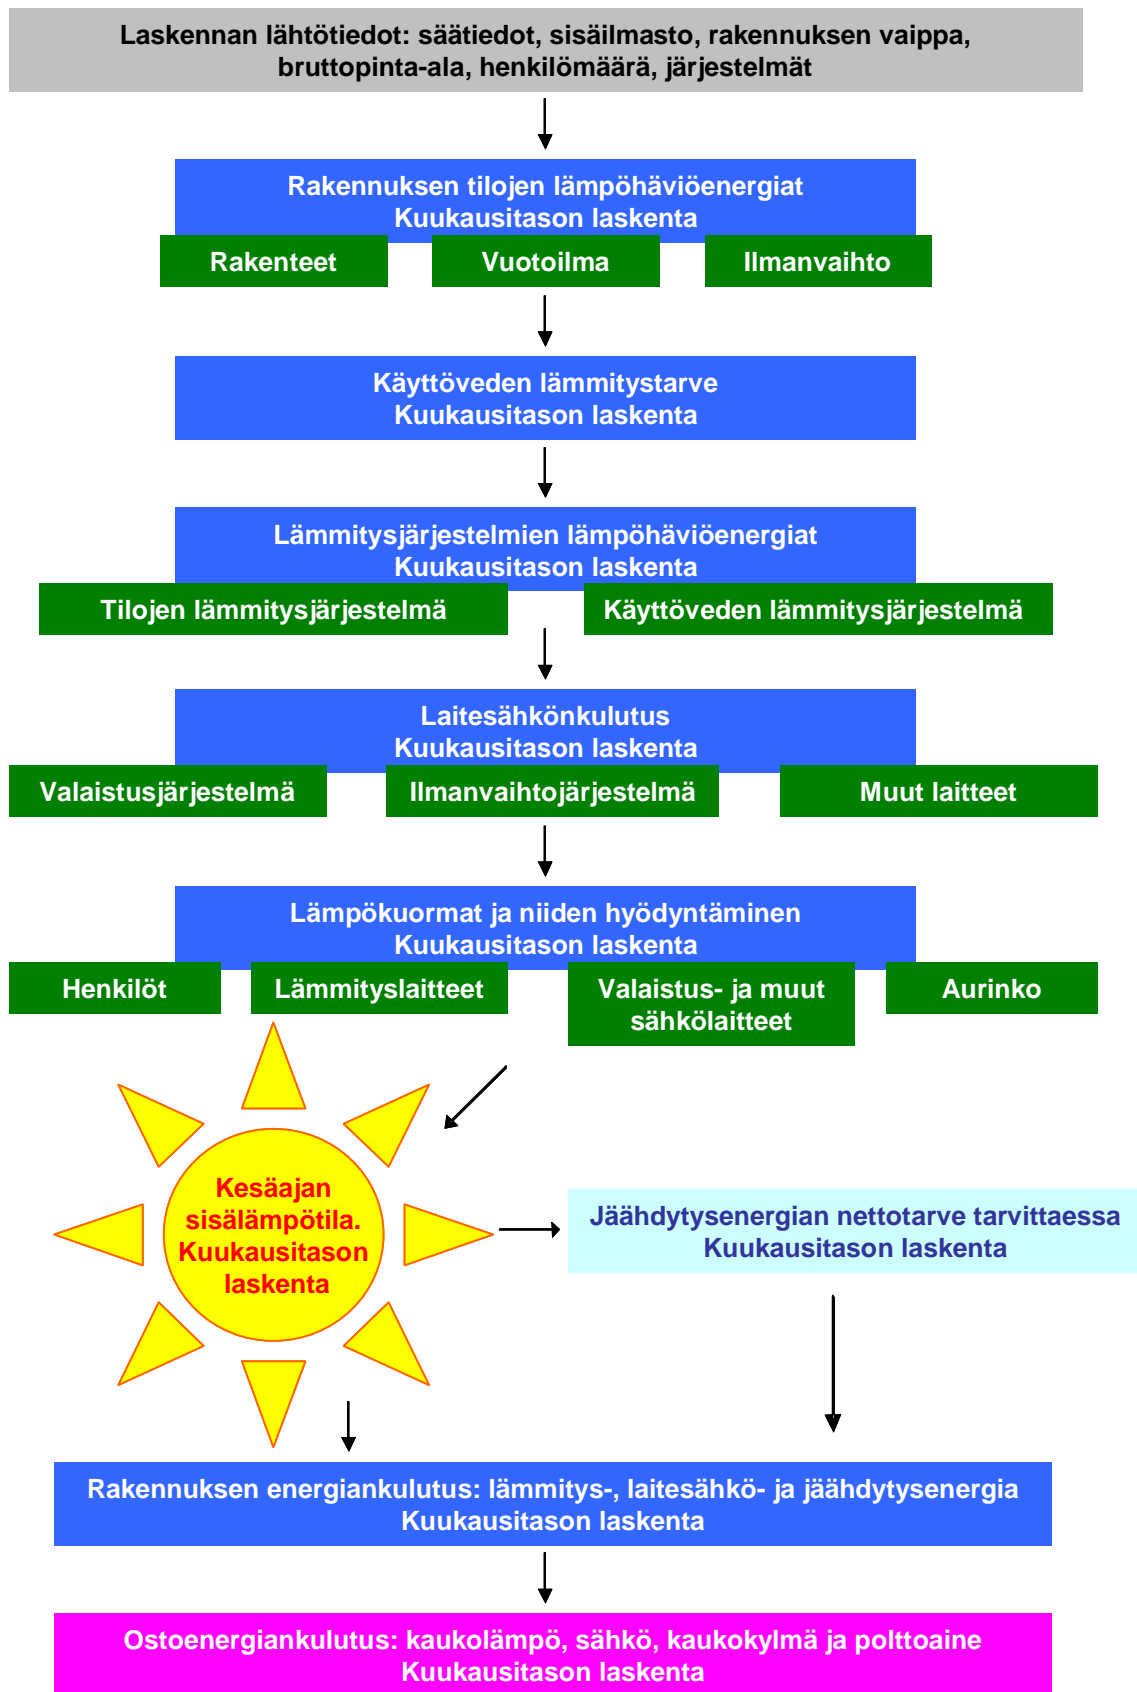 Laskennan lähtötiedot: säätiedot, sisäilmasto, rakennuksen vaippa,
bruttopinta-ala, henkilömäärä, järjestelmät
Rakennuksen tilojen lämpöhäviöenergiat
Kuukausitason laskenta
Rakenteet
Vuotoilma
Ilmanvaihto
Käyttöveden lämmitystarve
Kuukausitason laskenta
Lämmitysjärjestelmien lämpöhäviöenergiat
Kuukausitason laskenta
Tilojen lämmitysjärjestelmä
Käyttöveden lämmitysjärjestelmä
Laitesähkönkulutus
Kuukausitason laskenta
Valaistusjärjestelmä
Ilmanvaihtojärjestelmä
Muut laitteet
Lämpökuormat ja niiden hyödyntäminen
Kuukausitason laskenta
Henkilöt
Lämmityslaitteet
Valaistus- ja muut
sähkölaitteet
Aurinko
Kesäajan
sisälämpötila.
Kuukausitason
laskenta
Jäähdytysenergian nettotarve tarvittaessa
Kuukausitason laskenta
Rakennuksen energiankulutus: lämmitys-, laitesähkö- ja jäähdytysenergia
Kuukausitason laskenta
Ostoenergiankulutus: kaukolämpö, sähkö, kaukokylmä ja polttoaine
Kuukausitason laskenta